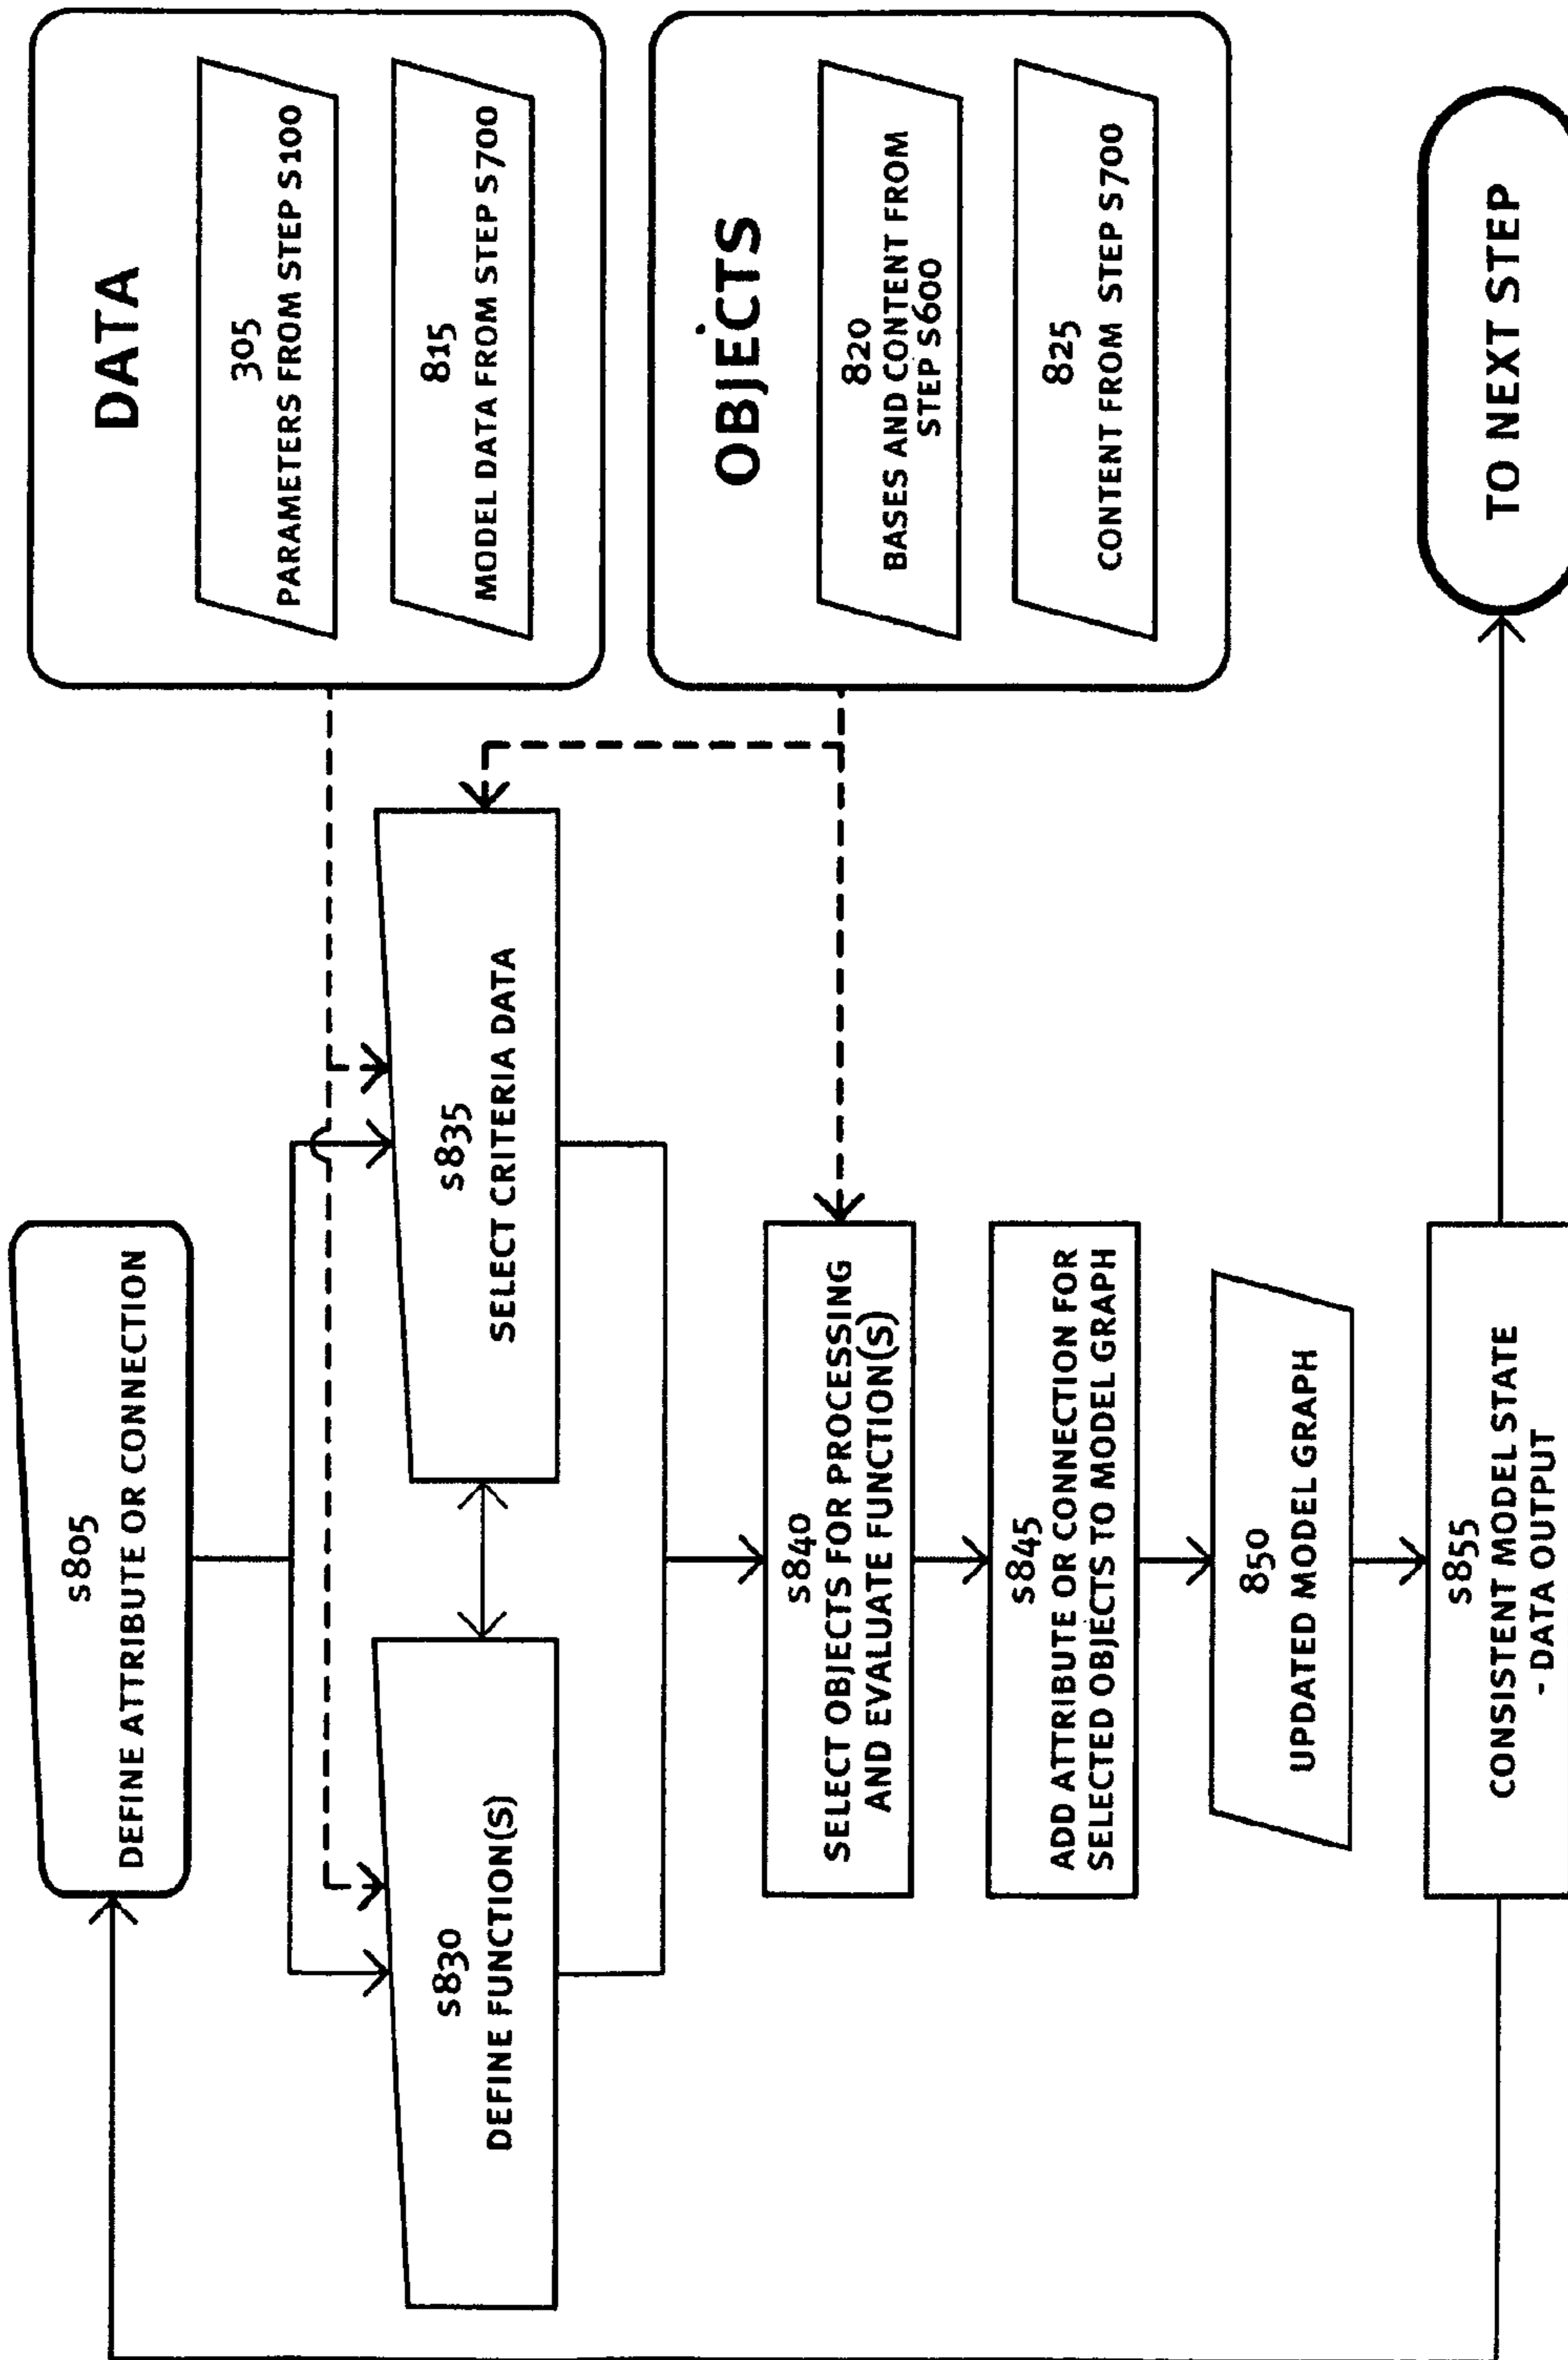 s805
DEFINE ATTRIBUTE OR CONNECTION
DATA
305
PARAMETERS FROM STEP S100
815
MODEL DATA FROM STEP S700
s830
DEFINE FUNCTION(S)
s835
SELECT CRITERIA DATA
OBJECTS
820
BASES AND CONTENT FROM
STEP S600
825
CONTENT FROM STEP S700
s840
SELECT OBJECTS FOR PROCESSING
AND EVALUATE FUNCTION(S)
s845
ADD ATTRIBUTE OR CONNECTION FOR
SELECTED OBJECTS TO MODEL GRAPH
850
UPDATED MODEL GRAPH
s855
CONSISTENT MODEL STATE
- DATA OUTPUT
TO NEXT STEP